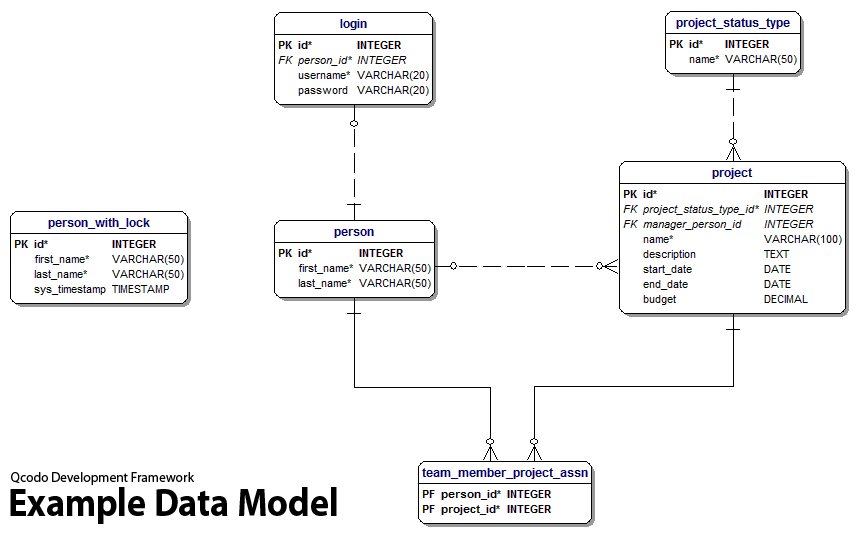 login
PK id* INTEGER
FK person_id* INTEGER
username* VARCHAR(20)
password VARCHAR(20)
project_status_type
PK id* INTEGER
name* VARCHAR(50)
project
PK id* INTEGER
FK project_status_type_id* INTEGER
FK manager_person_id INTEGER
name* VARCHAR(100)
description TEXT
start_date DATE
end_date DATE
budget DECIMAL
person_with_lock
PK id* INTEGER
first_name* VARCHAR(50)
last_name* VARCHAR(50)
sys_timestamp TIMESTAMP
person
PK id* INTEGER
first_name* VARCHAR(50)
last_name* VARCHAR(50)
team_member_project_assn
PF person_id* INTEGER
PF project_id* INTEGER
Qcodo Development Framework
Example Data Model